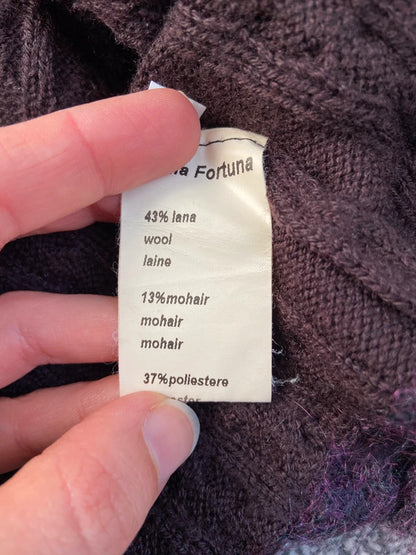 Fortuna
43% lana
wool
laine
13%mohair
mohair
mohair
37%poliestere